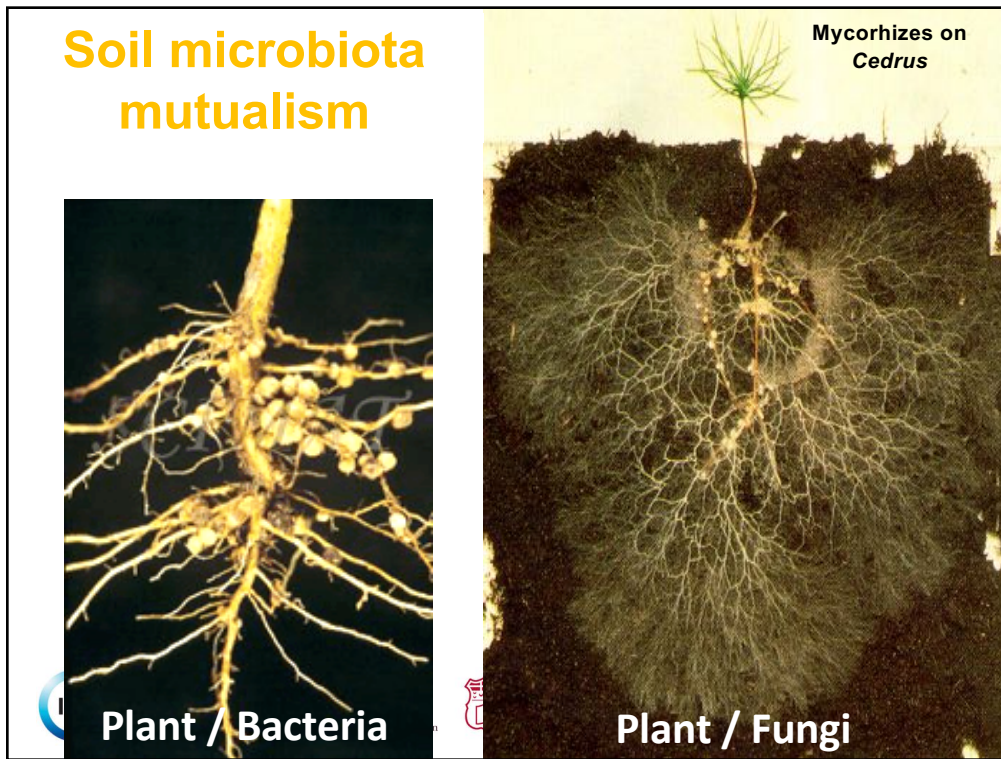 Soil microbiota
mutualism
Mycorhizes on
Cedrus
Plant / Bacteria
Plant / Fungi